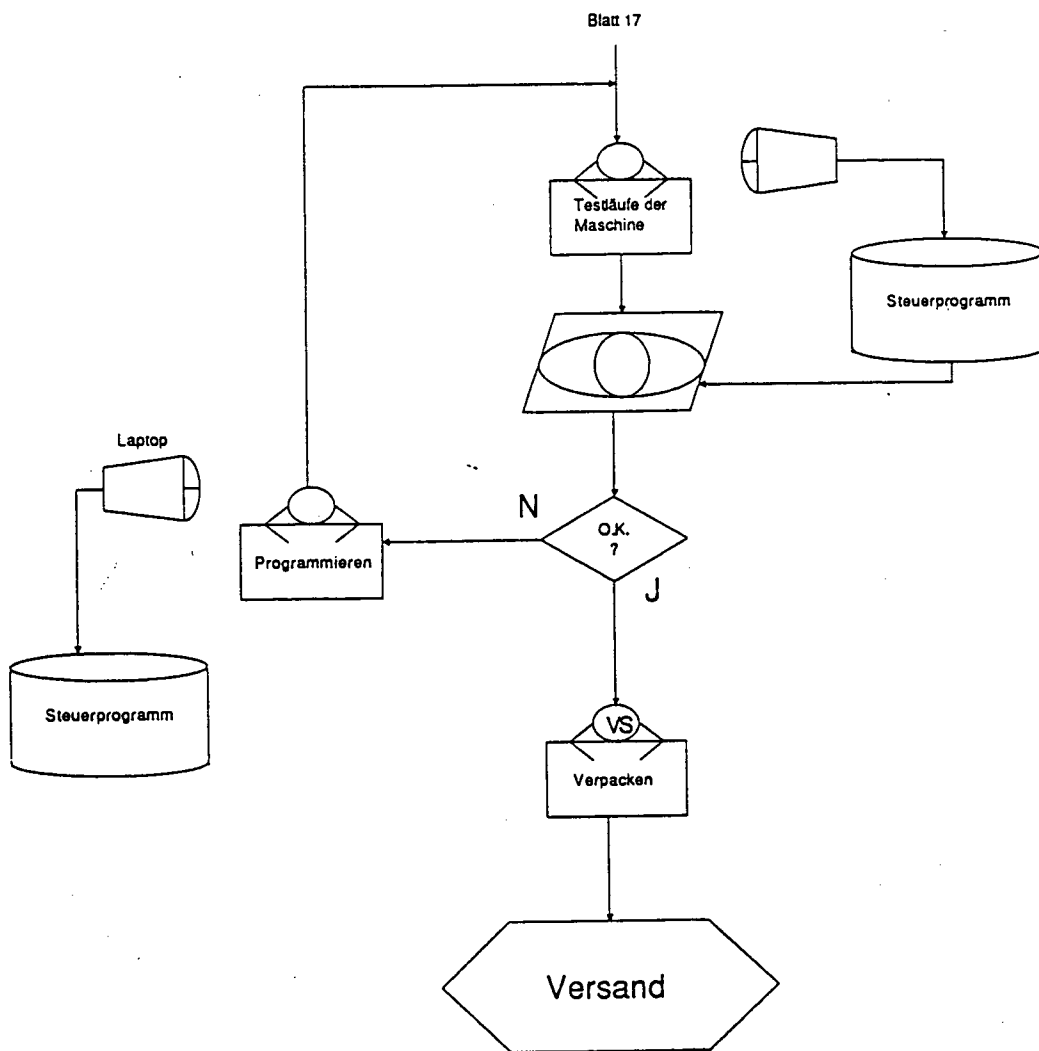 Blatt 17
Testläufe der
Maschine
Steuerprogramm
Laptop
N
O.K.
?
Programmieren
J
Steuerprogramm
VS
Verpacken
Versand